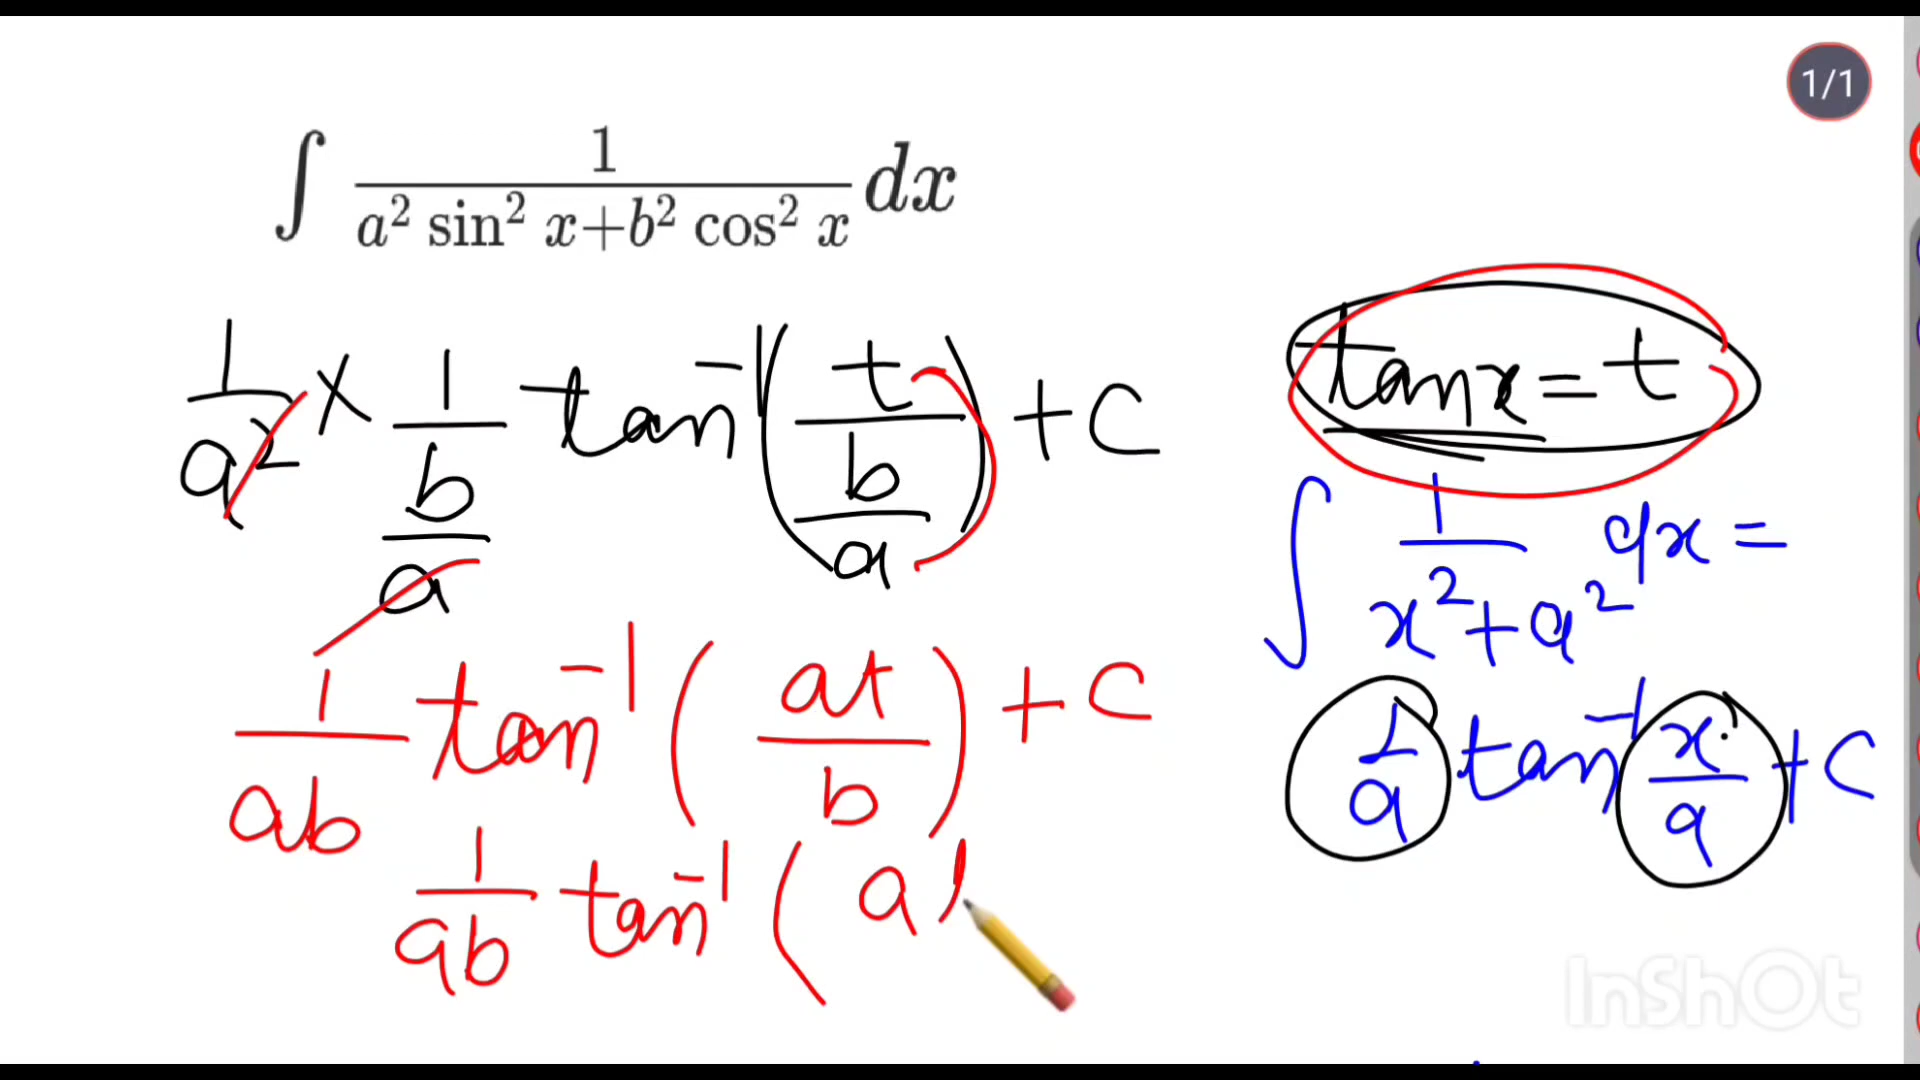 1/1
∫ 1/(a² sin² x+b² cos² x) dx
1/a² × 1/(b/a) tan⁻¹(t/(b/a)) + C
tanx = t
∫ 1/(x²+a²) dx =
1/a tan⁻¹ x/a + C
1/ab tan⁻¹(at/b) + C
1/ab tan⁻¹( a
InShOt